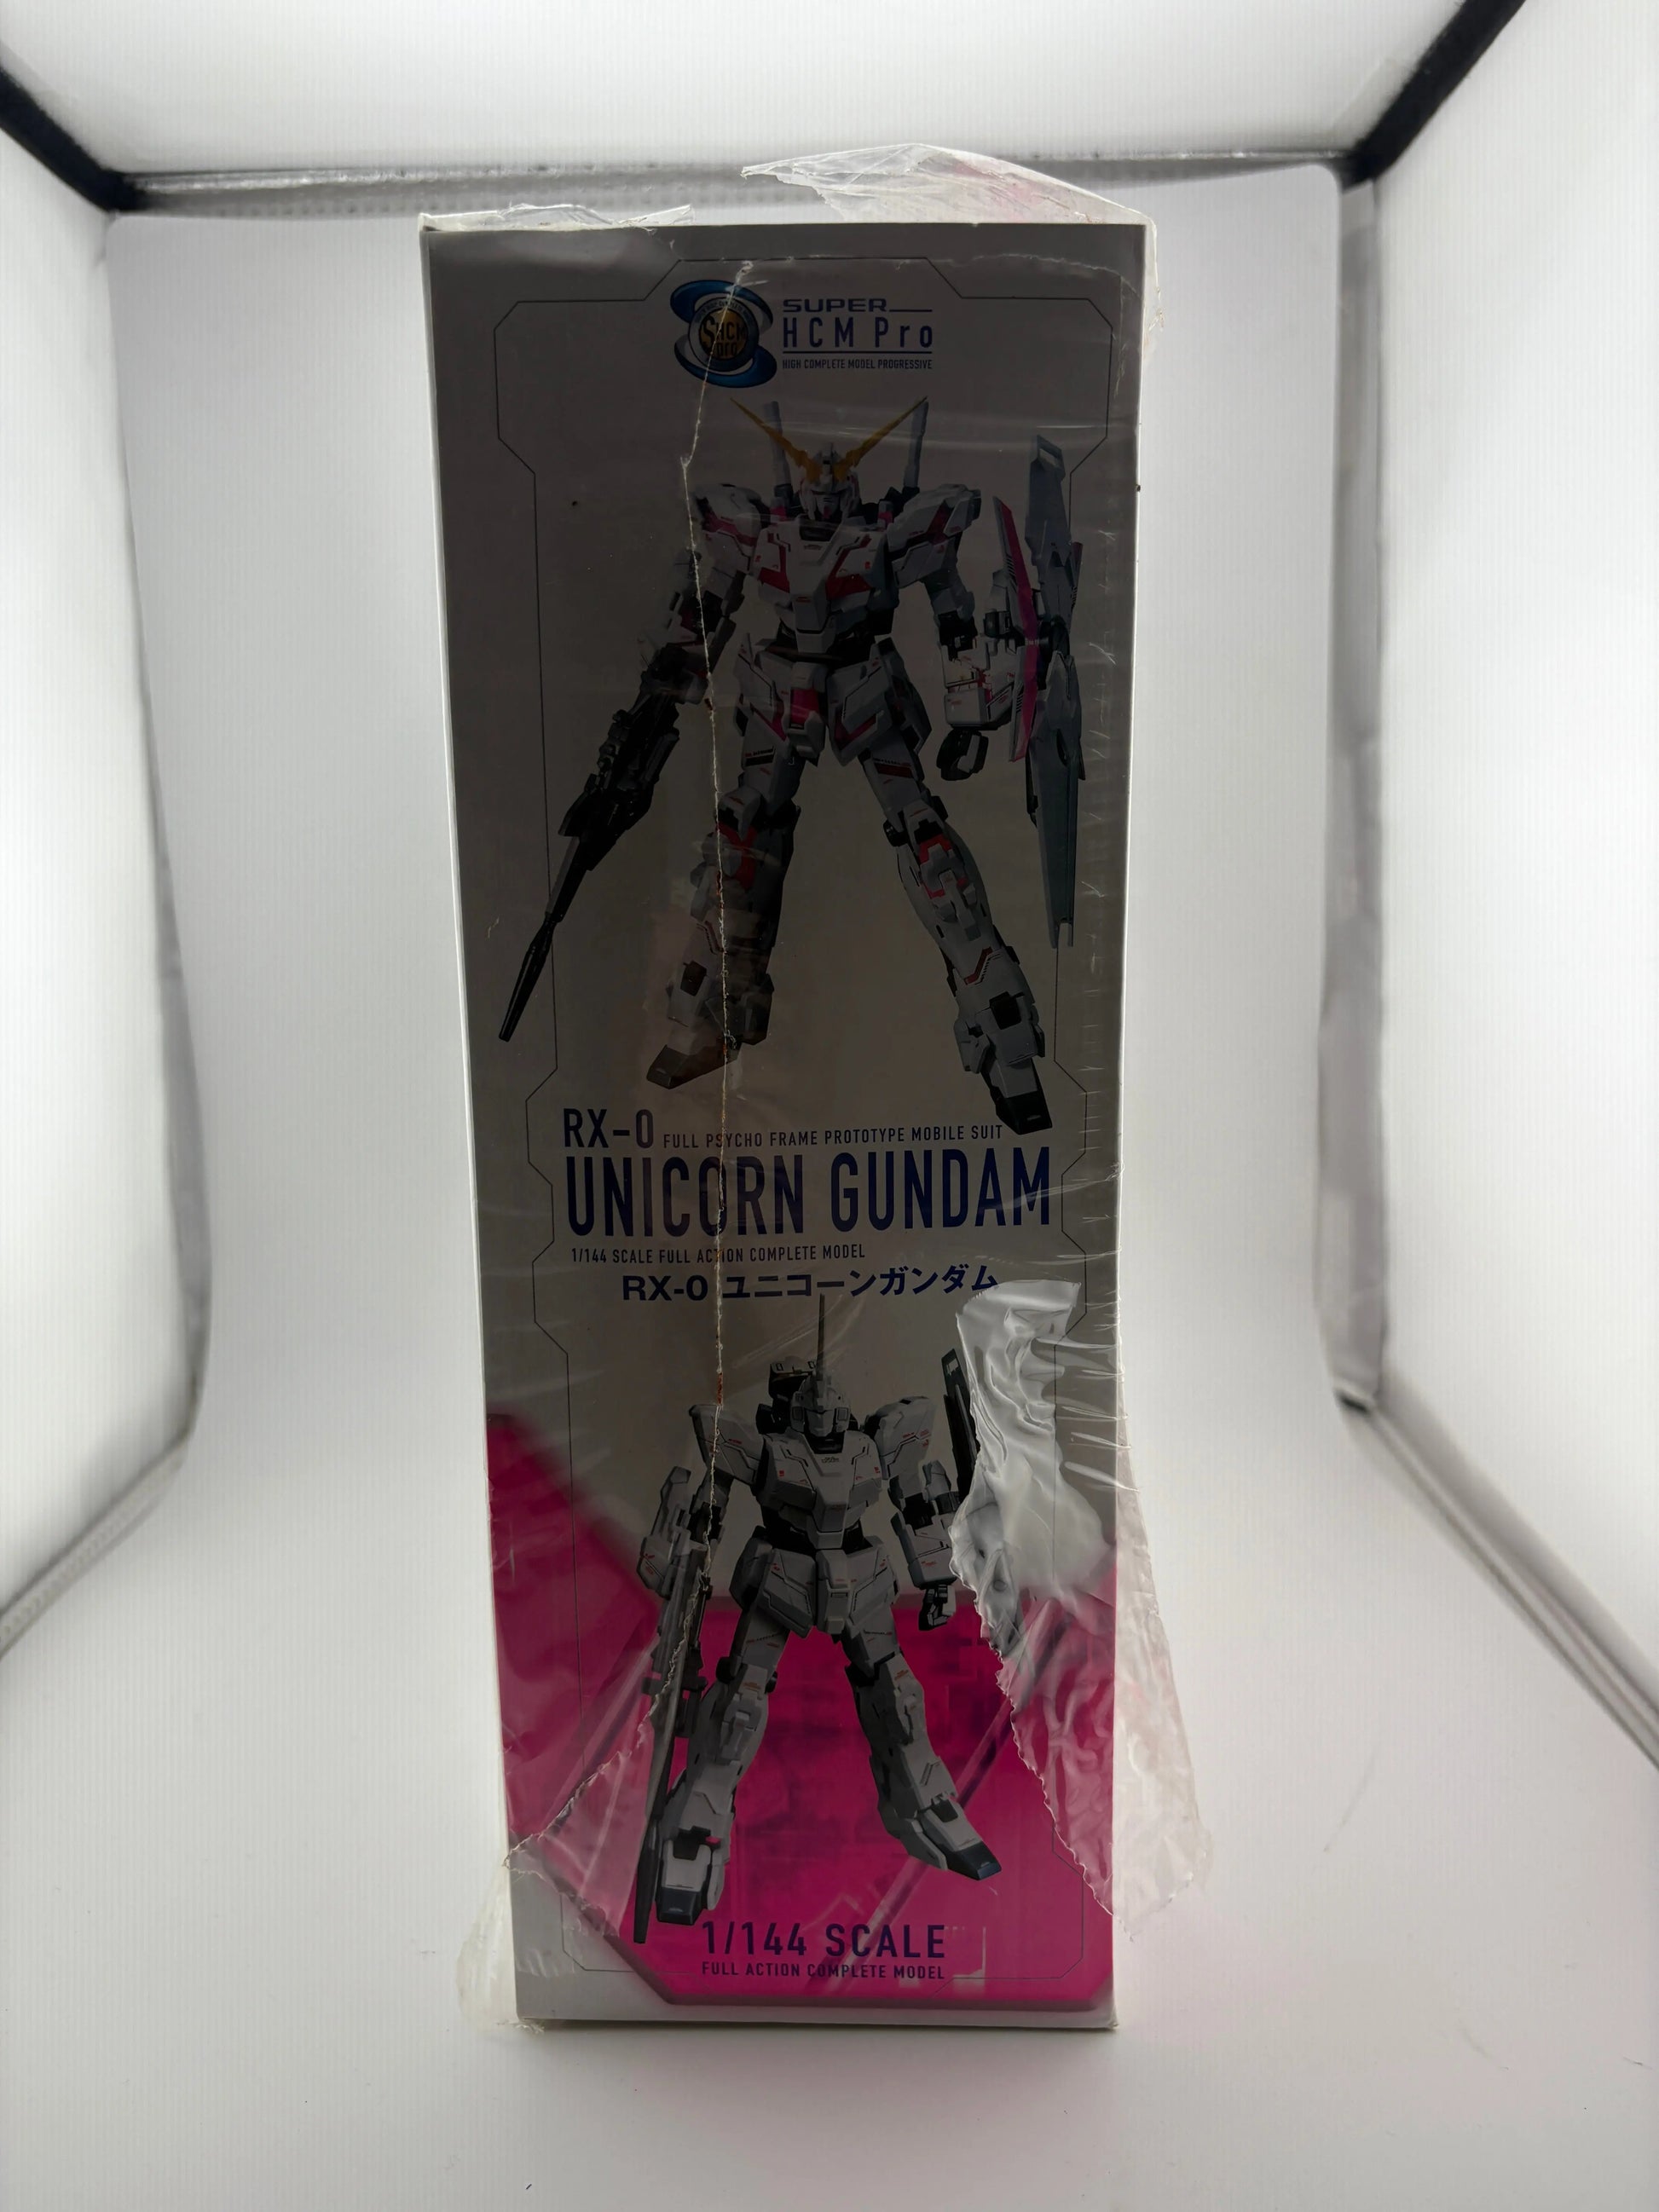 SHCM
pro
SUPER
HCM Pro
HIGH COMPLETE MODEL PROGRESSIVE
RX-0 FULL PSYCHO FRAME PROTOTYPE MOBILE SUIT
UNICORN GUNDAM
1/144 SCALE FULL ACTION COMPLETE MODEL
RX-0 ユニコーンガンダム
1/144 SCALE
FULL ACTION COMPLETE MODEL